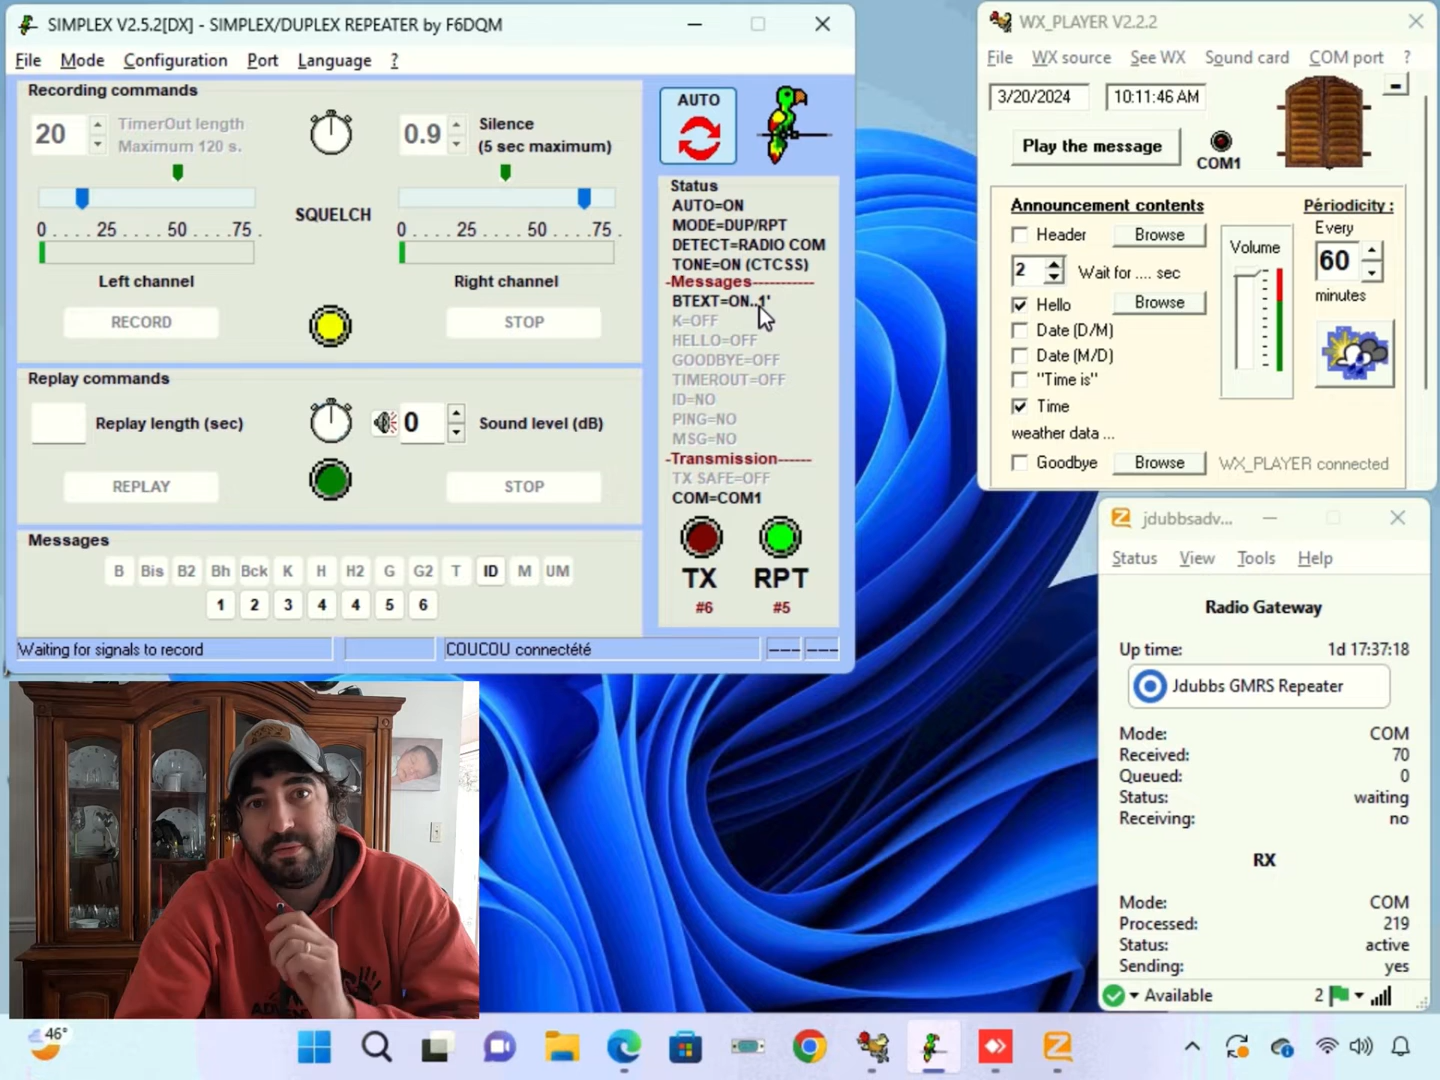 SIMPLEX V2.5.2[DX] - SIMPLEX/DUPLEX REPEATER by F6DQM
File Mode Configuration Port Language ?
Recording commands
20 TimerOut length
Maximum 120 s.
0.9 Silence
(5 sec maximum)
SQUELCH
0 . . . . 25 . . . . 50 . . . . 75 .
0 . . . . 25 . . . . 50 . . . . 75 .
Left channel
Right channel
RECORD
STOP
Replay commands
Replay length (sec)
0 Sound level (dB)
REPLAY
STOP
Messages
B Bis B2 Bh Bck K H H2 G G2 T ID M UM
1 2 3 4 4 5 6
Waiting for signals to record
COUCOU connectété
--- ---
AUTO
Status
AUTO=ON
MODE=DUP/RPT
DETECT=RADIO COM
TONE=ON (CTCSS)
-Messages-----------
BTEXT=ON..1'
K=OFF
HELLO=OFF
GOODBYE=OFF
TIMEROUT=OFF
ID=NO
PING=NO
MSG=NO
-Transmission------
TX SAFE=OFF
COM=COM1
TX RPT
#6 #5
WX_PLAYER V2.2.2
File WX source See WX Sound card COM port ?
3/20/2024 10:11:46 AM
Play the message
COM1
Announcement contents
Header Browse
2 Wait for .... sec
Hello Browse
Date (D/M)
Date (M/D)
"Time is"
Time
weather data ...
Goodbye Browse
Volume
Périodicity :
Every
60
minutes
WX_PLAYER connected
jdubbsadv...
Status View Tools Help
Radio Gateway
Up time: 1d 17:37:18
Jdubbs GMRS Repeater
Mode: COM
Received: 70
Queued: 0
Status: waiting
Receiving: no
RX
Mode: COM
Processed: 219
Status: active
Sending: yes
Available 2
46°